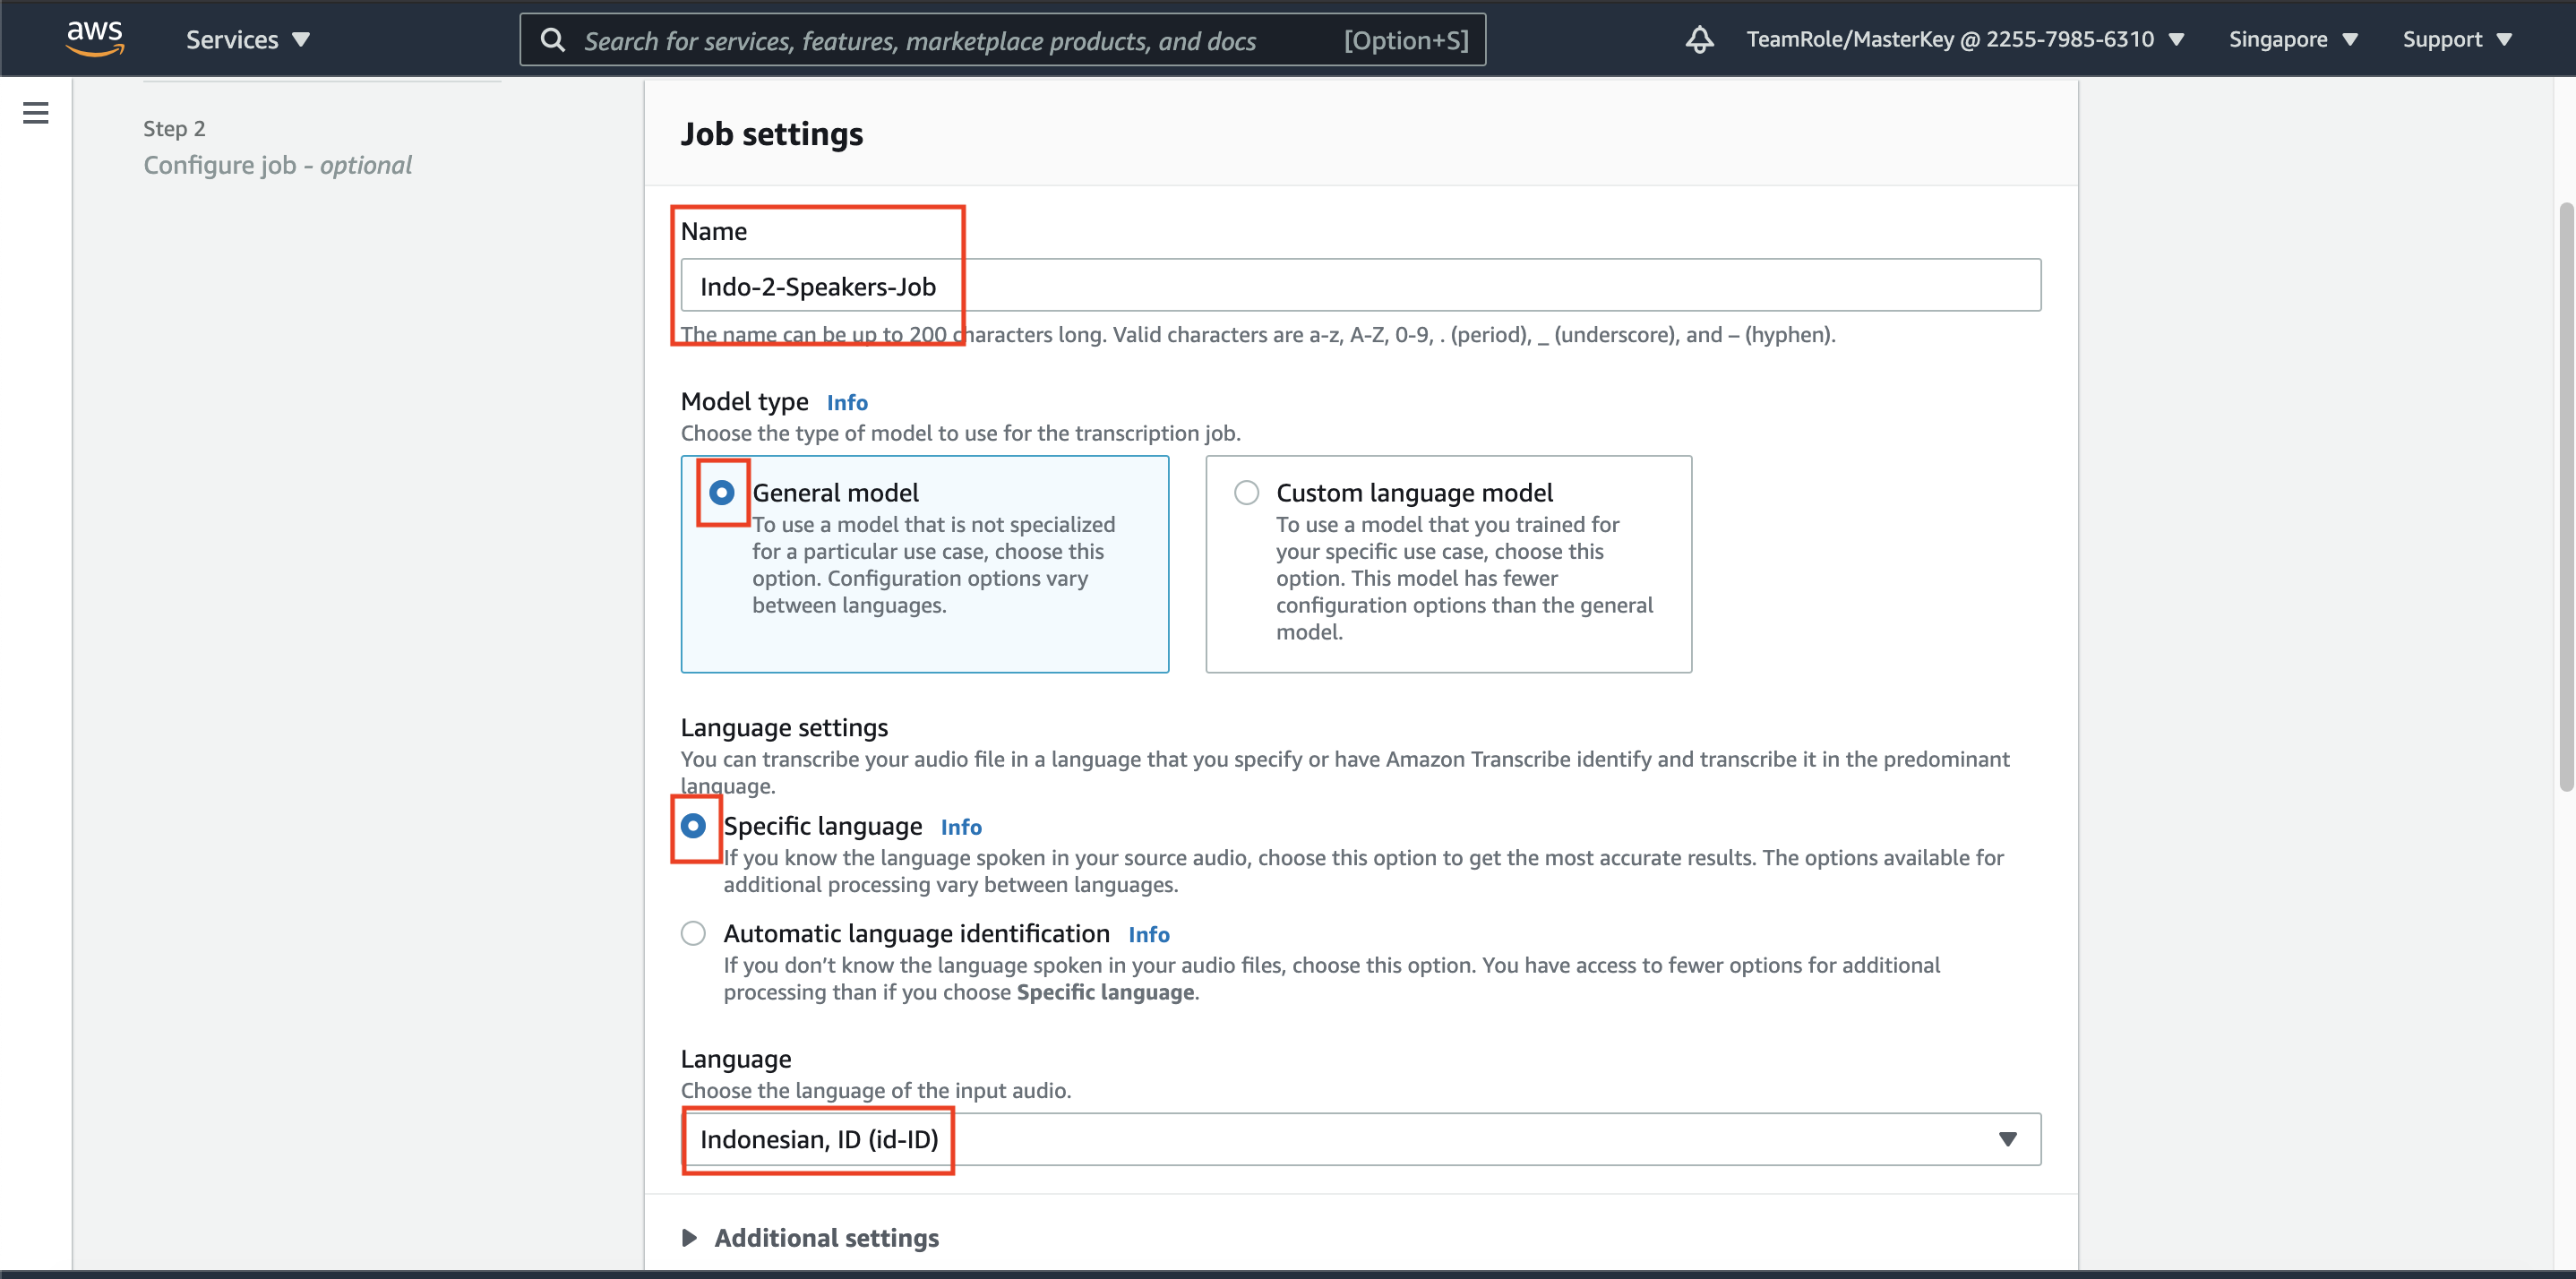 aws
Services
Search for services, features, marketplace products, and docs
[Option+S]
TeamRole/MasterKey @ 2255-7985-6310
Singapore
Support
Step 2
Configure job - optional
Job settings
Name
Indo-2-Speakers-Job
The name can be up to 200 characters long. Valid characters are a-z, A-Z, 0-9, . (period), _ (underscore), and – (hyphen).
Model type Info
Choose the type of model to use for the transcription job.
General model
To use a model that is not specialized
for a particular use case, choose this
option. Configuration options vary
between languages.
Custom language model
To use a model that you trained for
your specific use case, choose this
option. This model has fewer
configuration options than the general
model.
Language settings
You can transcribe your audio file in a language that you specify or have Amazon Transcribe identify and transcribe it in the predominant
language.
Specific language Info
If you know the language spoken in your source audio, choose this option to get the most accurate results. The options available for
additional processing vary between languages.
Automatic language identification Info
If you don’t know the language spoken in your audio files, choose this option. You have access to fewer options for additional
processing than if you choose Specific language.
Language
Choose the language of the input audio.
Indonesian, ID (id-ID)
Additional settings